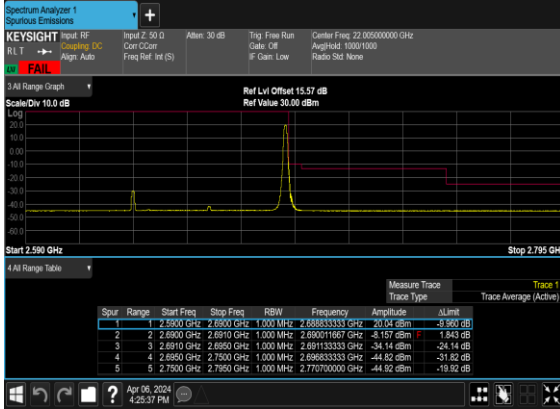 Spectrum Analyzer 1
Spurious Emissions
+
KEYSIGHT Input: RF Input Z: 50 Ω Atten: 30 dB Trig: Free Run Center Freq: 22.005000000 GHz
RLT Coupling: DC Corr CCorr Gate: Off Avg|Hold: 1000/1000
Align: Auto Freq Ref: Int (S) IF Gain: Low Radio Std: None
FAIL
3 All Range Graph
Ref Lvl Offset 15.57 dB
Scale/Div 10.0 dB Ref Value 30.00 dBm
Log
20.0
10.0
0.00
-10.0
-20.0
-30.0
-40.0
-50.0
-60.0
Start 2.590 GHz Stop 2.795 GH
4 All Range Table
Measure Trace Trace 1
Trace Type Trace Average (Active)
Spur Range Start Freq Stop Freq RBW Frequency Amplitude ΔLimit
1 1 2.5900 GHz 2.6900 GHz 1.000 MHz 2.688833333 GHz 20.04 dBm -9.960 dB
2 2 2.6900 GHz 2.6910 GHz 1.000 MHz 2.690011667 GHz -8.157 dBm F 1.843 dB
3 3 2.6910 GHz 2.6950 GHz 1.000 MHz 2.691133333 GHz -34.14 dBm -24.14 dB
4 4 2.6950 GHz 2.7500 GHz 1.000 MHz 2.696833333 GHz -44.82 dBm -31.82 dB
5 5 2.7500 GHz 2.7950 GHz 1.000 MHz 2.770700000 GHz -44.92 dBm -19.92 dB
? Apr 06, 2024
4:25:37 PM